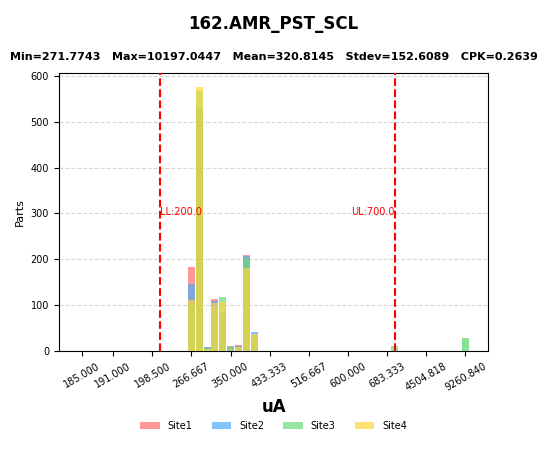 162.AMR_PST_SCL
Min=271.7743 Max=10197.0447 Mean=320.8145 Stdev=152.6089 CPK=0.2639
600
500
400
300
200
100
0
Parts
LL:200.0
UL:700.0
185.000 191.000 198.500 266.667 350.000 433.333 516.667 600.000 683.333 4504.818 9260.840
uA
Site1 Site2 Site3 Site4